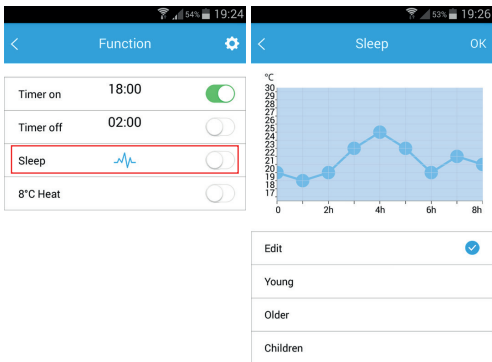 54% 19:24
Function
Timer on 18:00
Timer off 02:00
Sleep
8°C Heat
53% 19:26
Sleep OK
°C
30
29
28
27
26
25
24
23
22
21
20
19
18
17
0 2h 4h 6h 8h
Edit
Young
Older
Children